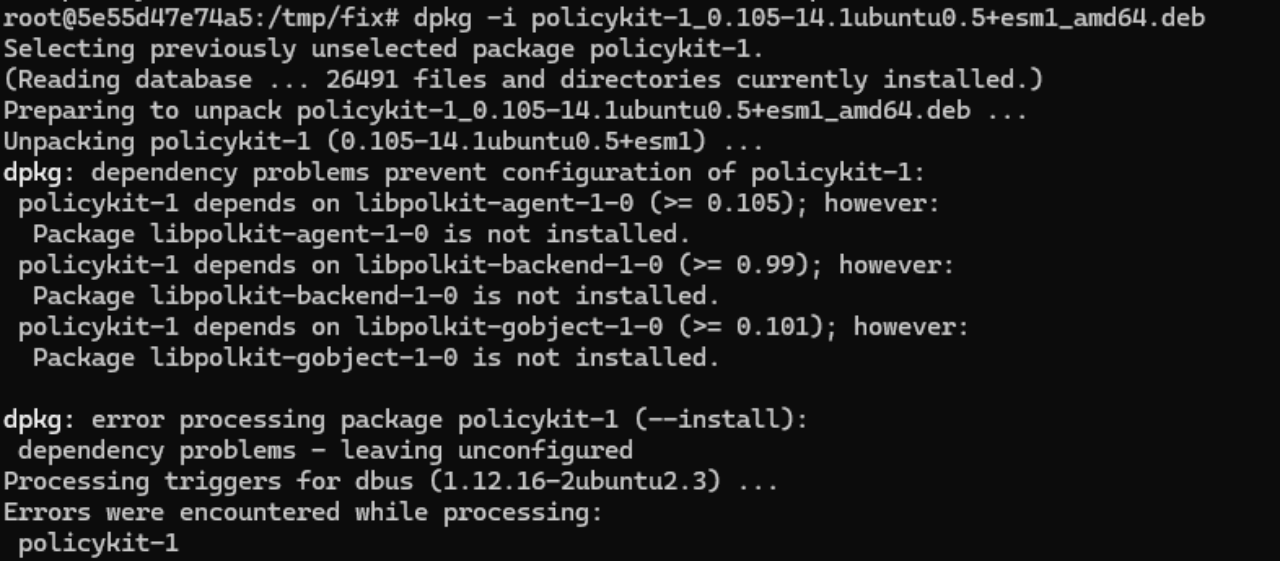 root@5e55d47e74a5:/tmp/fix# dpkg -i policykit-1_0.105-14.1ubuntu0.5+esm1_amd64.deb
Selecting previously unselected package policykit-1.
(Reading database ... 26491 files and directories currently installed.)
Preparing to unpack policykit-1_0.105-14.1ubuntu0.5+esm1_amd64.deb ...
Unpacking policykit-1 (0.105-14.1ubuntu0.5+esm1) ...
dpkg: dependency problems prevent configuration of policykit-1:
 policykit-1 depends on libpolkit-agent-1-0 (>= 0.105); however:
  Package libpolkit-agent-1-0 is not installed.
 policykit-1 depends on libpolkit-backend-1-0 (>= 0.99); however:
  Package libpolkit-backend-1-0 is not installed.
 policykit-1 depends on libpolkit-gobject-1-0 (>= 0.101); however:
  Package libpolkit-gobject-1-0 is not installed.

dpkg: error processing package policykit-1 (--install):
 dependency problems - leaving unconfigured
Processing triggers for dbus (1.12.16-2ubuntu2.3) ...
Errors were encountered while processing:
 policykit-1